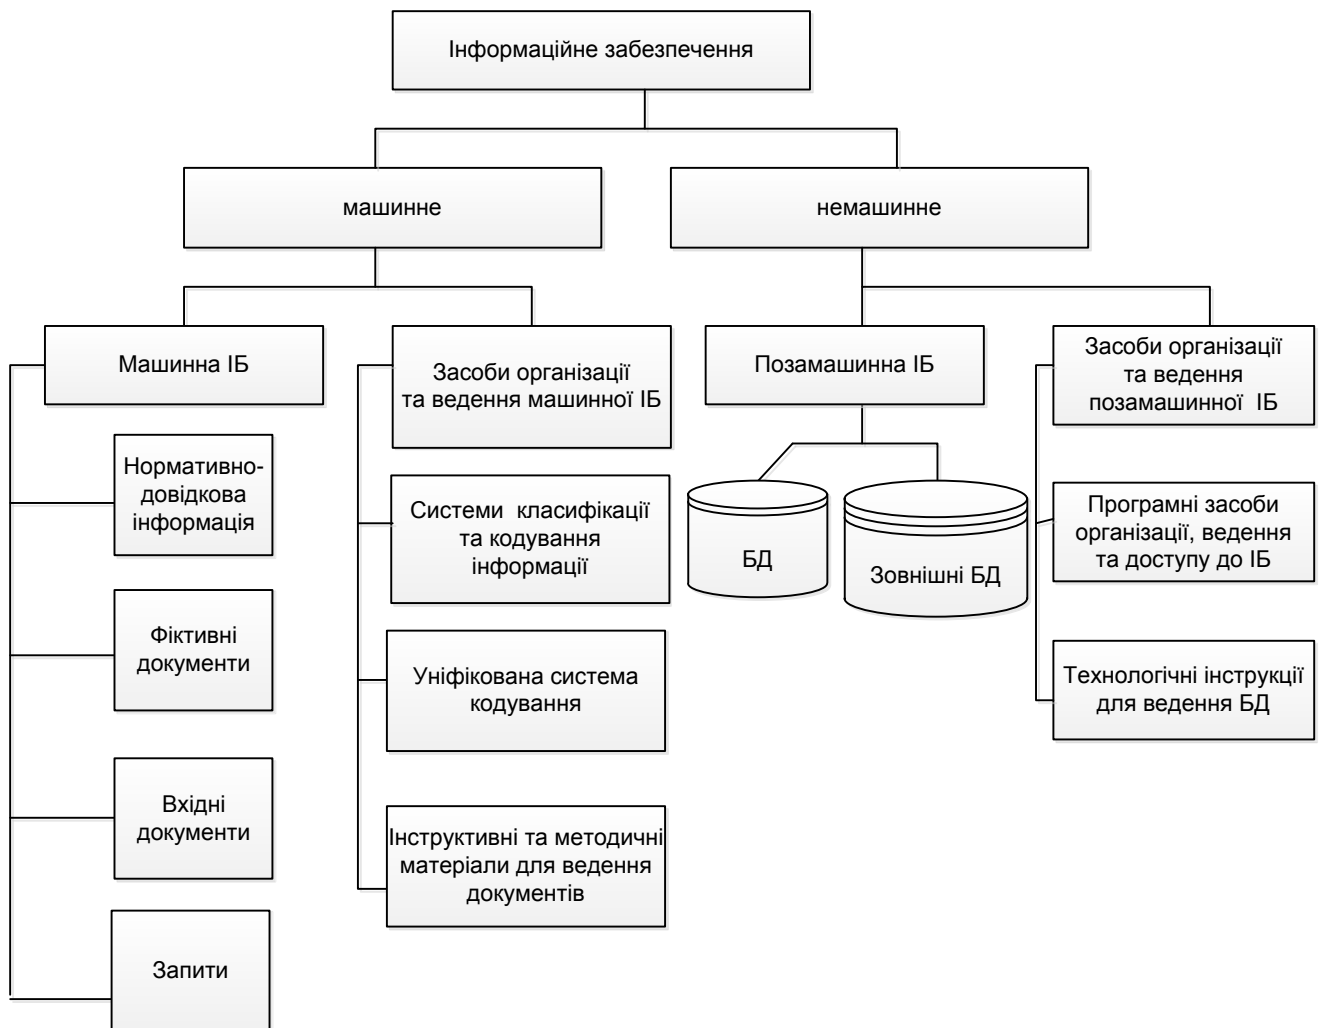 Інформаційне забезпечення
машинне
немашинне
Машинна ІБ
Засоби організації
та ведення машинної ІБ
Позамашинна ІБ
Засоби організації
та ведення
позамашинної ІБ
Нормативно-
довідкова
інформація
Системи класифікації
та кодування
інформації
БД
Зовнішні БД
Програмні засоби
організації, ведення
та доступу до ІБ
Фіктивні
документи
Уніфікована система
кодування
Технологічні інструкції
для ведення БД
Вхідні
документи
Інструктивні та методичні
матеріали для ведення
документів
Запити